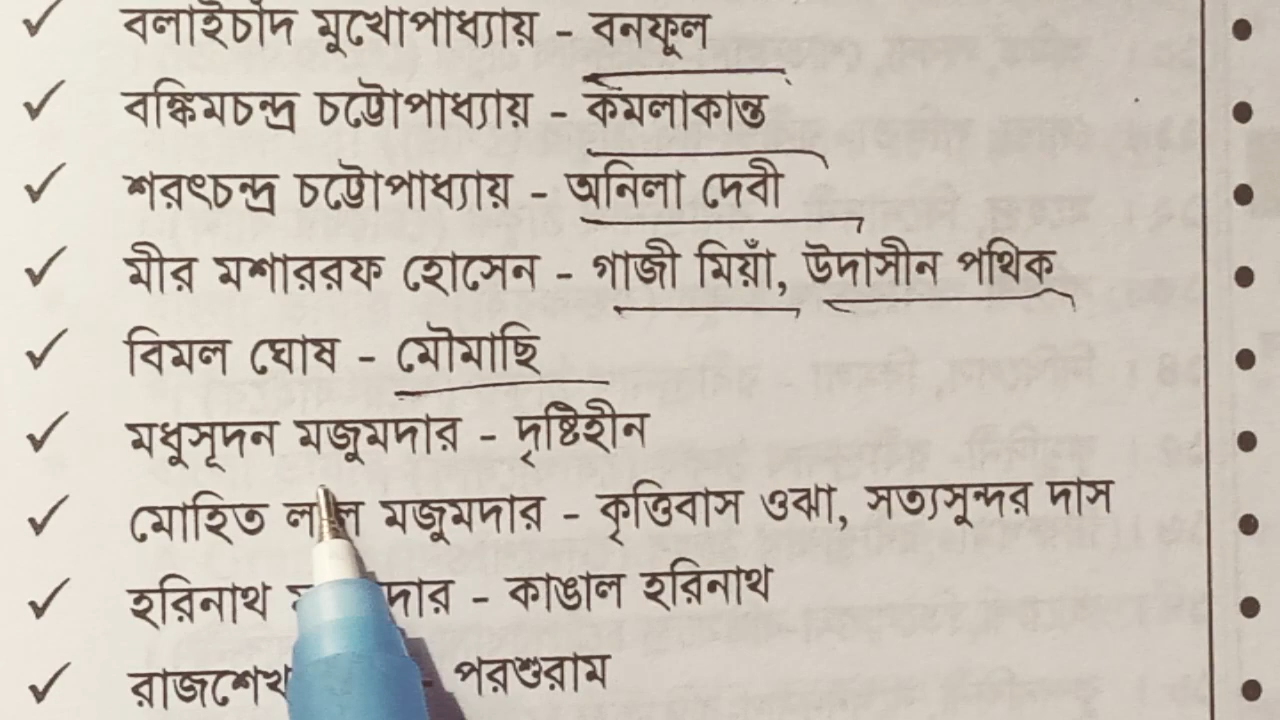 ✓ বলাইচাঁদ মুখোপাধ্যায় - বনফুল
✓ বঙ্কিমচন্দ্র চট্টোপাধ্যায় - কমলাকান্ত
✓ শরৎচন্দ্র চট্টোপাধ্যায় - অনিলা দেবী
✓ মীর মশাররফ হোসেন - গাজী মিয়াঁ, উদাসীন পথিক
✓ বিমল ঘোষ - মৌমাছি
✓ মধুসূদন মজুমদার - দৃষ্টিহীন
✓ মোহিত লাল মজুমদার - কৃত্তিবাস ওঝা, সত্যসুন্দর দাস
✓ হরিনাথ - কাঙাল হরিনাথ
✓ - পরশুরাম